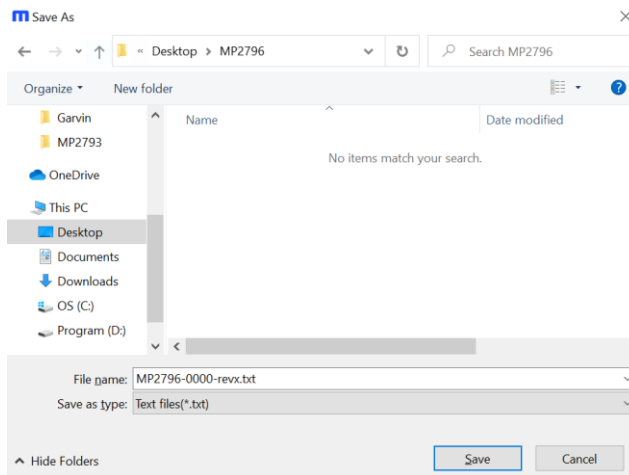 Save As
« Desktop > MP2796
Search MP2796
Organize
New folder
Garvin
MP2793
OneDrive
This PC
Desktop
Documents
Downloads
OS (C:)
Program (D:)
Name
Date modified
No items match your search.
File name: MP2796-0000-revx.txt
Save as type: Text files(*.txt)
Hide Folders
Save
Cancel